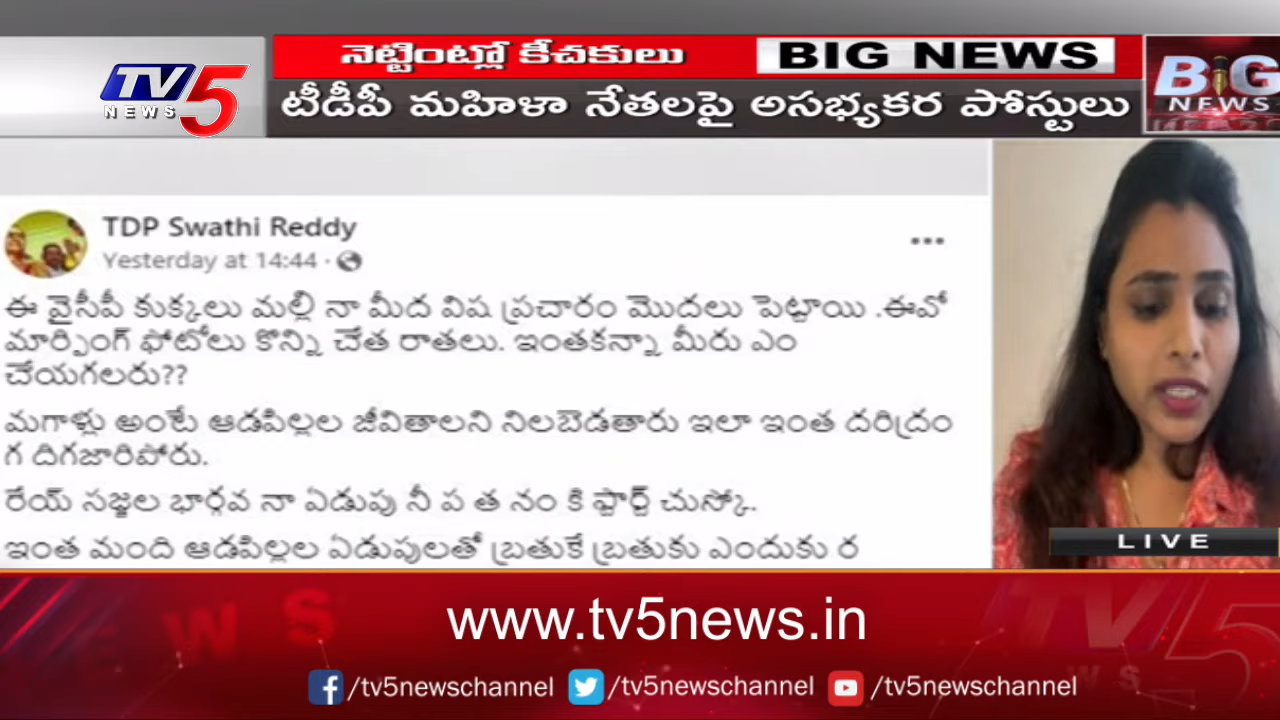 నెట్టింట్లో కీచకులు
BIG NEWS
TV5
NEWS
టీడీపీ మహిళా నేతలపై అసభ్యకర పోస్టులు
BIG
NEWS
TDP Swathi Reddy
Yesterday at 14:44 ·
ఈ వైసీపీ కుక్కలు మల్లి నా మీద విష ప్రచారం మొదలు పెట్టాయి .ఈవో
మార్ఫింగ్ ఫోటోలు కొన్ని చేత రాతలు. ఇంతకన్నా మీరు ఎం
చేయగలరు??
మగాళ్లు అంటే ఆడపిల్లల జీవితాలని నిలబెడతారు ఇలా ఇంత దరిద్రం
గ దిగజారిపోరు.
రేయ్ సజ్జల భార్గవ నా ఏడుపు నీ ప త నం కి స్టార్ట్ చుస్కో.
ఇంత మంది ఆడపిల్లల ఏడుపులతో బ్రతుకే బ్రతుకు ఎందుకు ర
LIVE
www.tv5news.in
/tv5newschannel
/tv5newschannel
/tv5newschannel